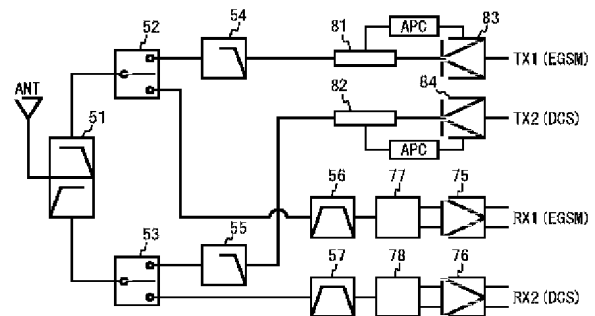 54
81
APC
83
52
TX1 (EGSM)
ANT
82
84
51
TX2 (DCS)
APC
56
77
75
RX1 (EGSM)
53
55
57
78
76
RX2 (DCS)